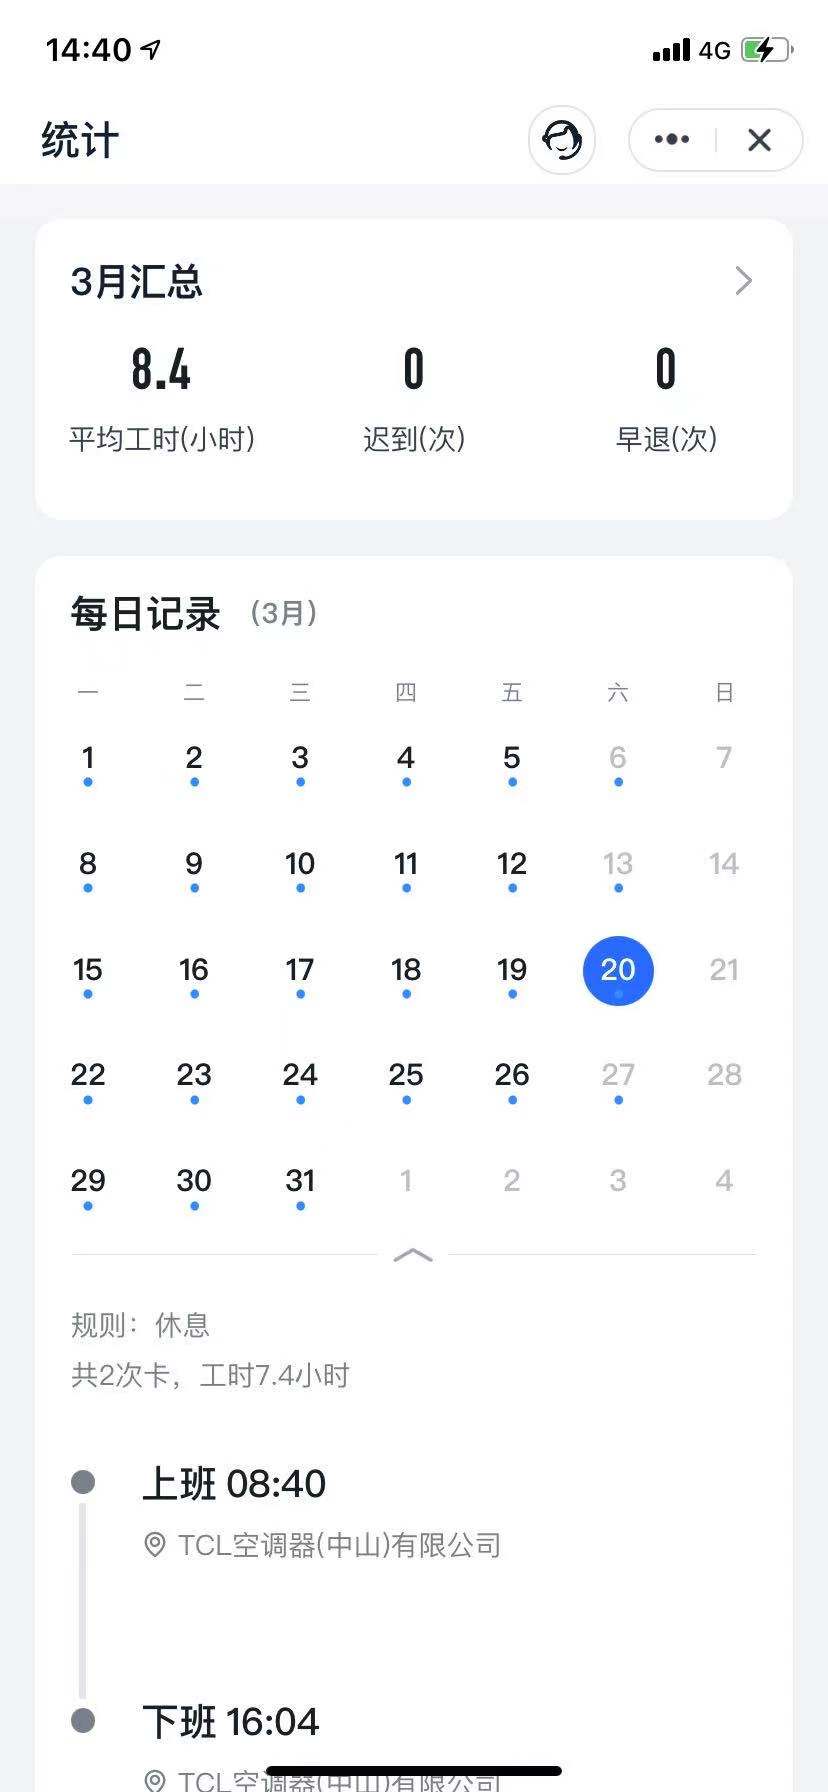 14:40 4G
统计
3月汇总
8.4 0 0
平均工时(小时) 迟到(次) 早退(次)
每日记录 (3月)
一 二 三 四 五 六 日
1 2 3 4 5 6 7
8 9 10 11 12 13 14
15 16 17 18 19 20 21
22 23 24 25 26 27 28
29 30 31 1 2 3 4
规则：休息
共2次卡，工时7.4小时
上班 08:40
TCL空调器(中山)有限公司
下班 16:04
TCL空调器(中山)有限公司